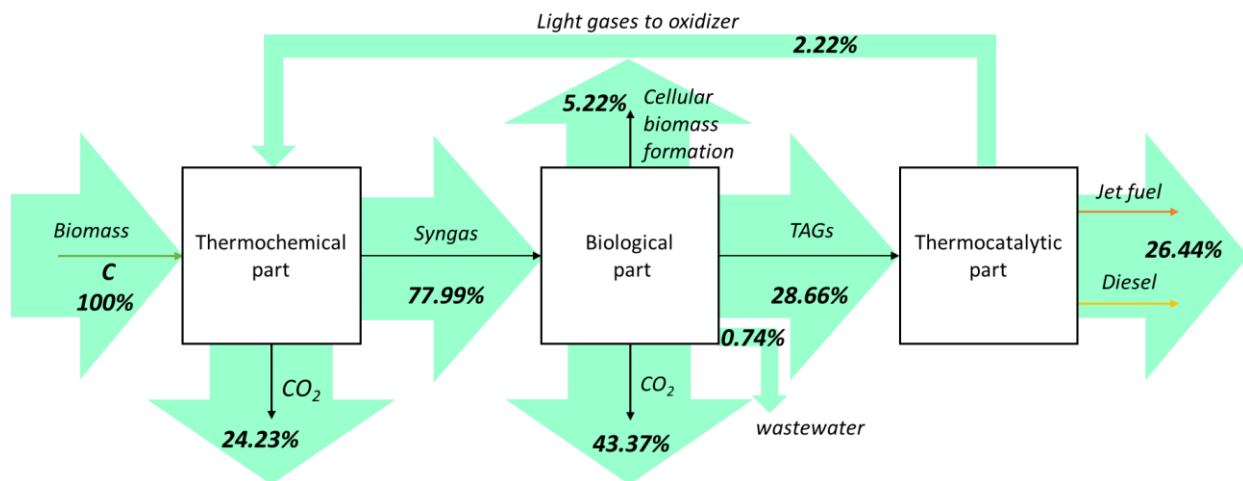 Light gases to oxidizer
2.22%
5.22%
Cellular
biomass
formation
Biomass
C
100%
Thermochemical
part
Syngas
77.99%
Biological
part
TAGs
28.66%
Thermocatalytic
part
Jet fuel
26.44%
Diesel
0.74%
CO₂
24.23%
CO₂
43.37%
wastewater